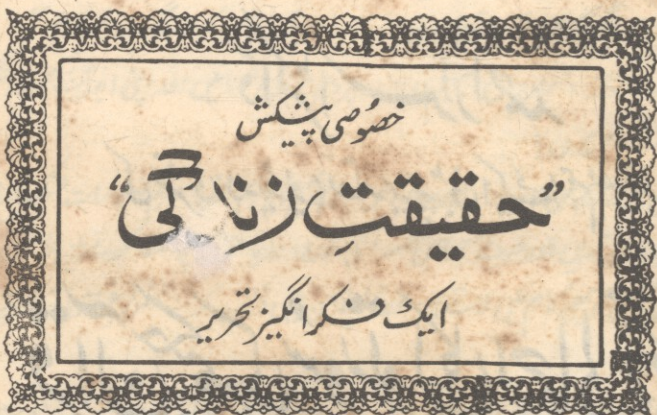 خصوصی پیشکش
”حقیقتِ زندگی“
ایک فکر انگیز تحریر